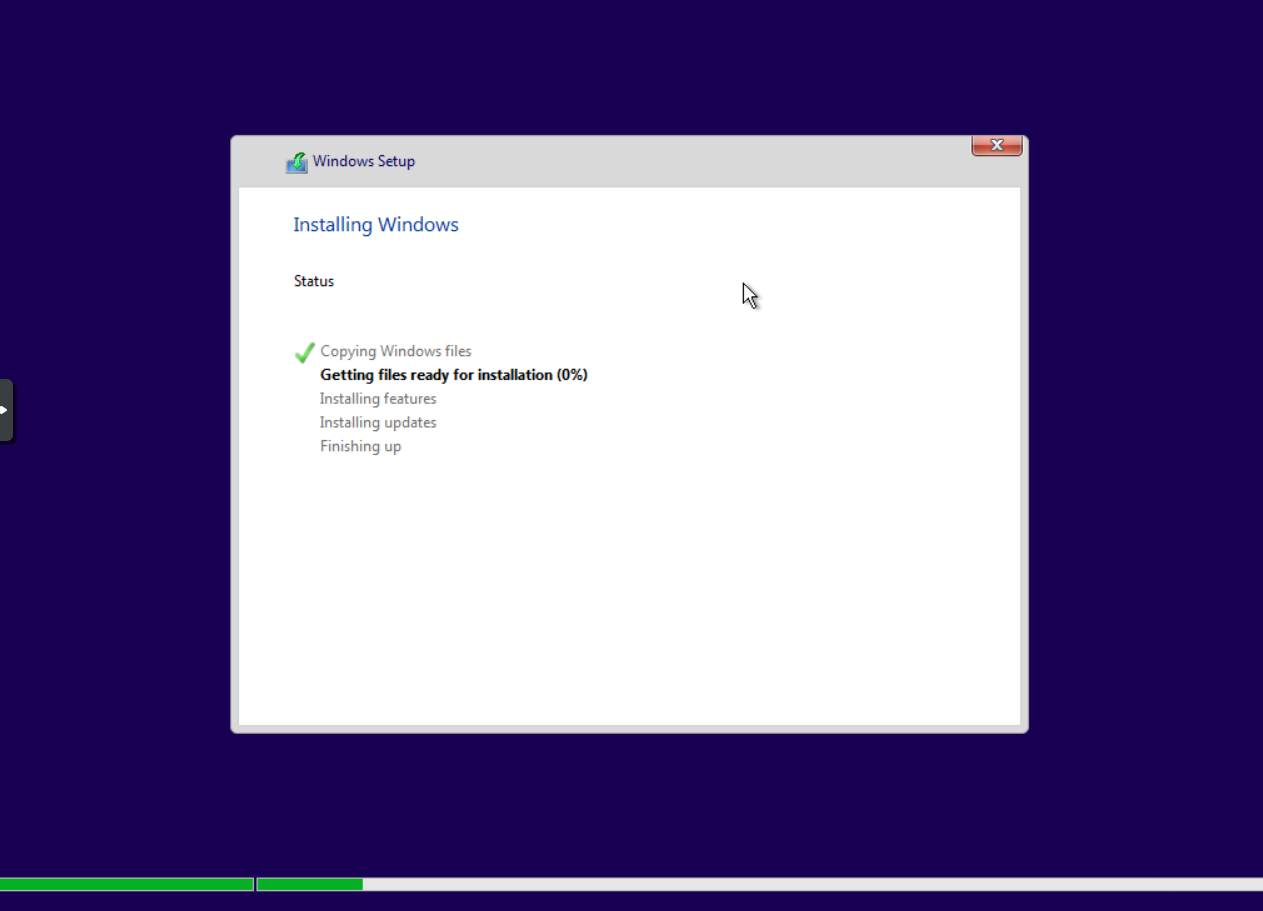 Windows Setup
Installing Windows
Status
Copying Windows files
Getting files ready for installation (0%)
Installing features
Installing updates
Finishing up